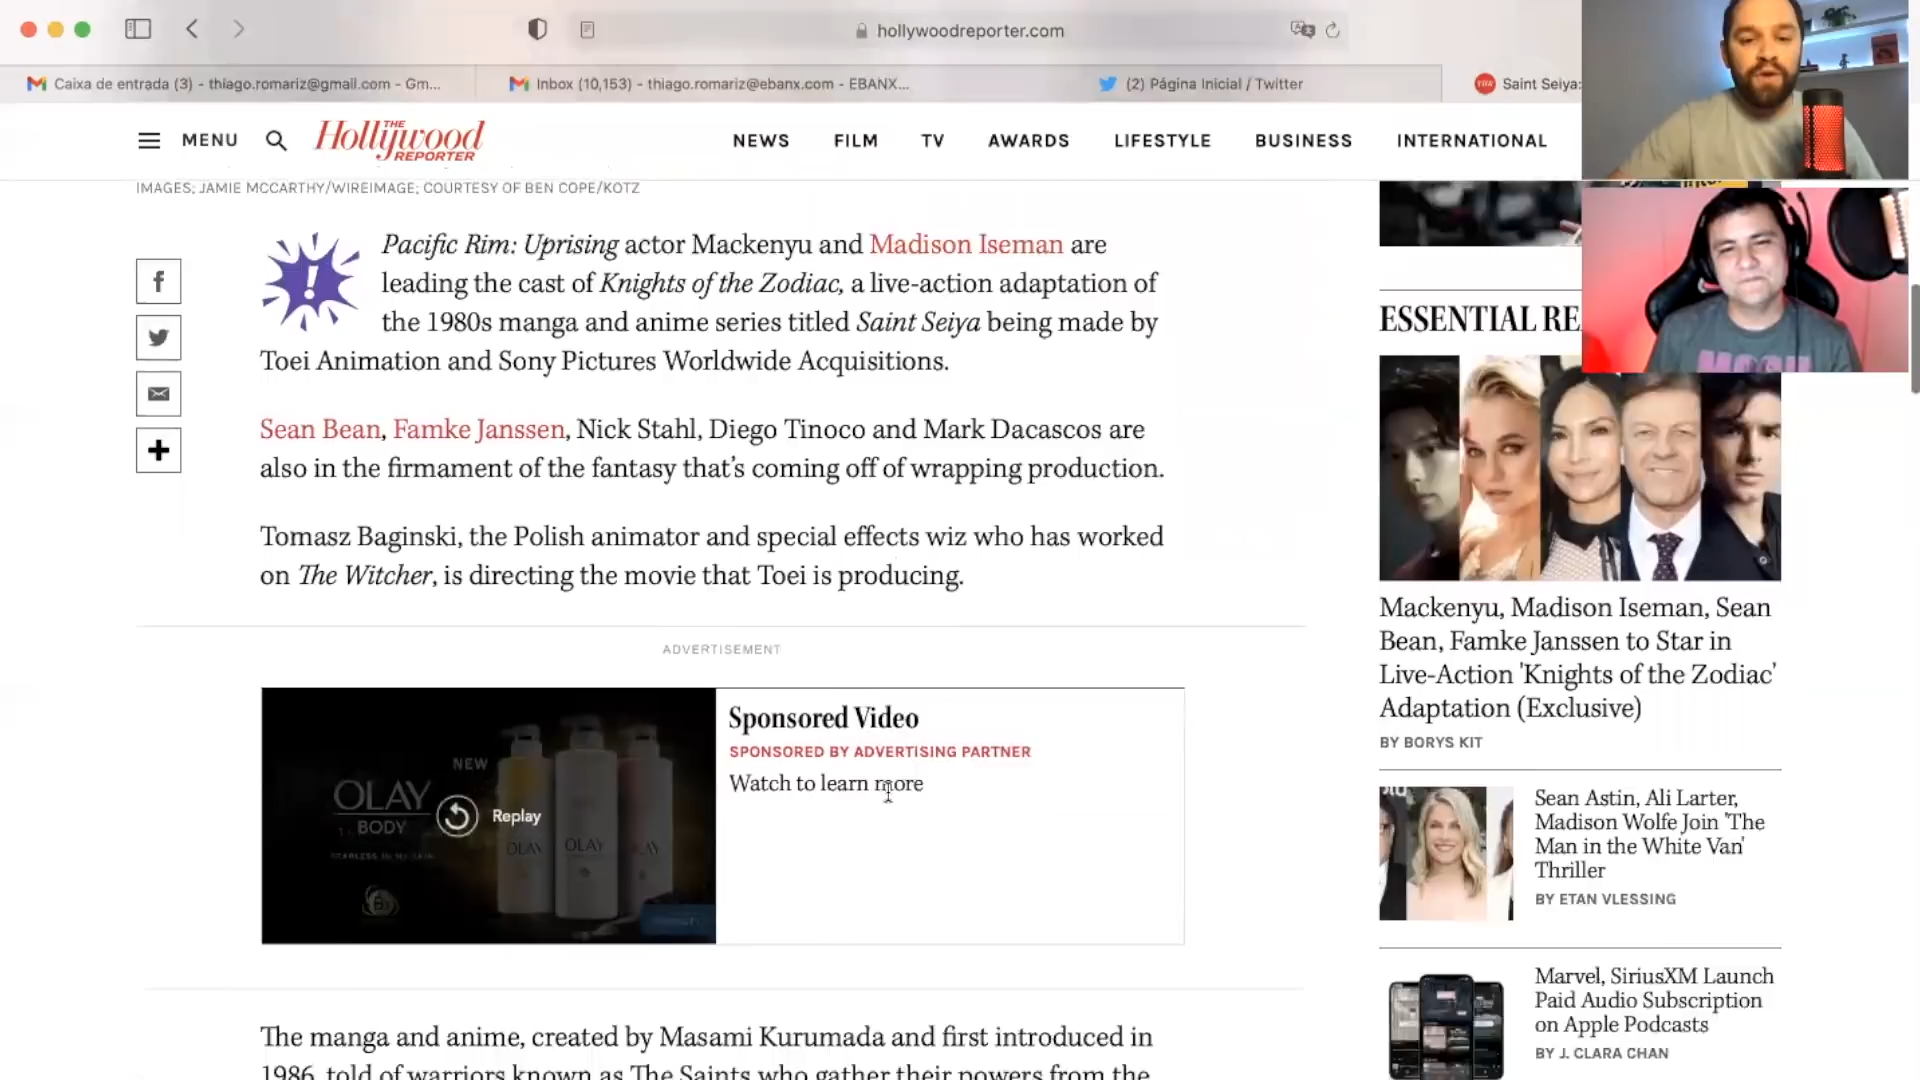 hollywoodreporter.com
Caixa de entrada (3) - thiago.romariz@gmail.com - Gm...
Inbox (10,153) - thiago.romariz@ebanx.com - EBANX...
(2) Página Inicial / Twitter
Saint Seiya:
MENU
THE
Hollywood
REPORTER
NEWS
FILM
TV
AWARDS
LIFESTYLE
BUSINESS
INTERNATIONAL
IMAGES; JAMIE MCCARTHY/WIREIMAGE; COURTESY OF BEN COPE/KOTZ
Pacific Rim: Uprising actor Mackenyu and Madison Iseman are
leading the cast of Knights of the Zodiac, a live-action adaptation of
the 1980s manga and anime series titled Saint Seiya being made by
Toei Animation and Sony Pictures Worldwide Acquisitions.
Sean Bean, Famke Janssen, Nick Stahl, Diego Tinoco and Mark Dacascos are
also in the firmament of the fantasy that's coming off of wrapping production.
Tomasz Baginski, the Polish animator and special effects wiz who has worked
on The Witcher, is directing the movie that Toei is producing.
ADVERTISEMENT
NEW
OLAY
BODY
FEARLESS IN MY SKIN
Replay
OLAY
OLAY
Sponsored Video
SPONSORED BY ADVERTISING PARTNER
Watch to learn more
The manga and anime, created by Masami Kurumada and first introduced in
1986, told of warriors known as The Saints who gather their powers from the
ESSENTIAL RE
Mackenyu, Madison Iseman, Sean
Bean, Famke Janssen to Star in
Live-Action 'Knights of the Zodiac'
Adaptation (Exclusive)
BY BORYS KIT
Sean Astin, Ali Larter,
Madison Wolfe Join 'The
Man in the White Van'
Thriller
BY ETAN VLESSING
Marvel, SiriusXM Launch
Paid Audio Subscription
on Apple Podcasts
BY J. CLARA CHAN